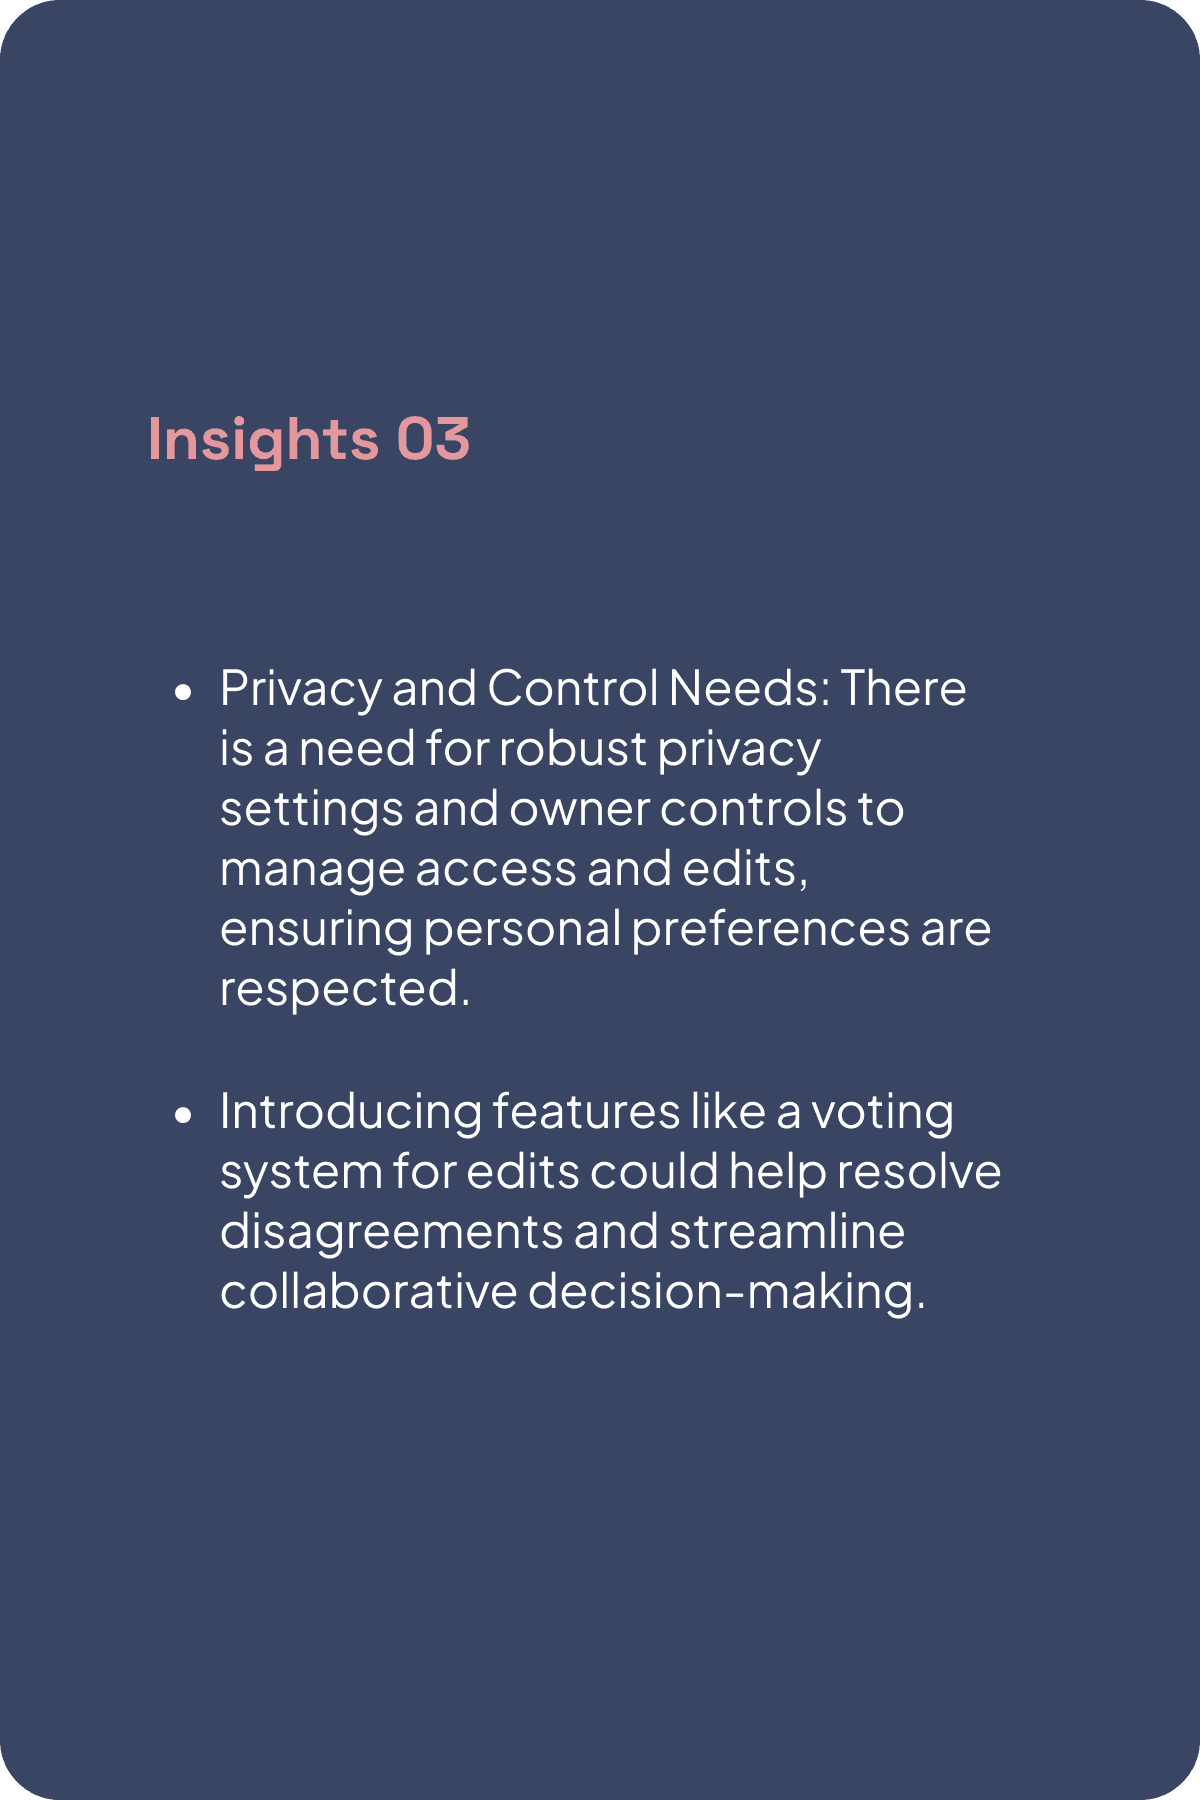 Insights 03
• Privacy and Control Needs: There
is a need for robust privacy
settings and owner controls to
manage access and edits,
ensuring personal preferences are
respected.
• Introducing features like a voting
system for edits could help resolve
disagreements and streamline
collaborative decision-making.